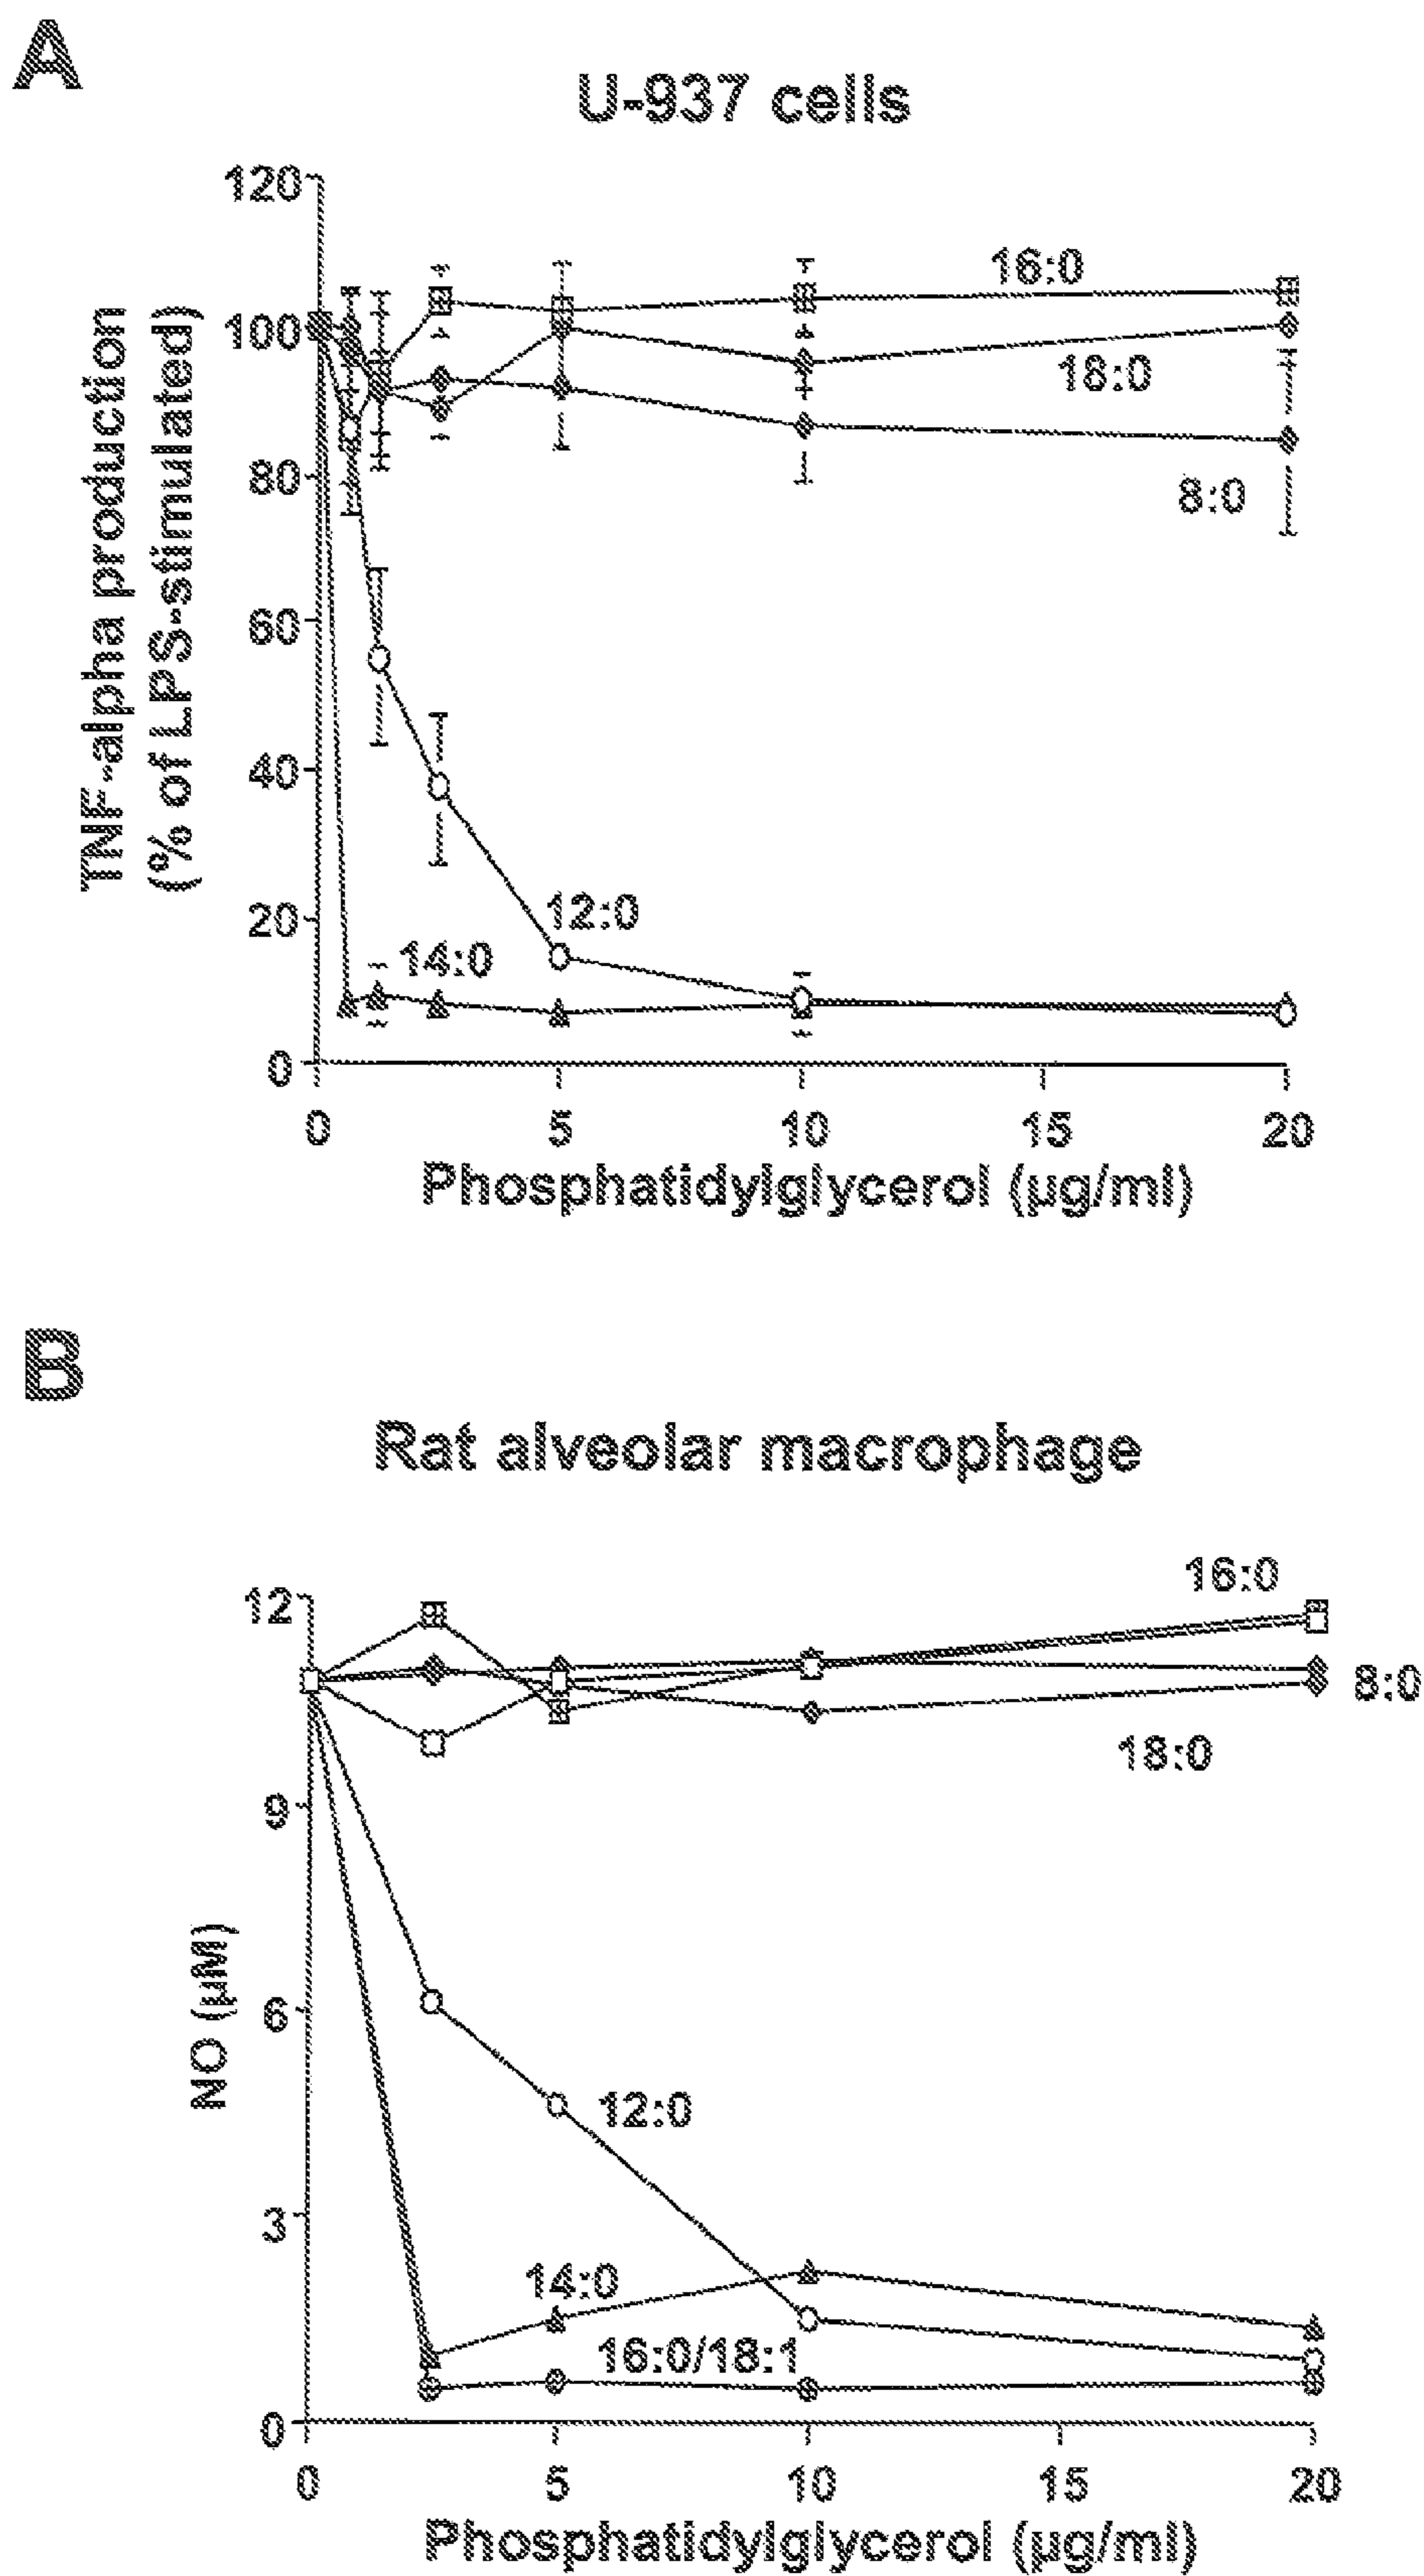 A
U-937 cells
TNF-alpha production
(% of LPS-stimulated)
120
100
80
60
40
20
0
16:0
18:0
8:0
12:0
14:0
0 5 10 15 20
Phosphatidylglycerol (µg/ml)
B
Rat alveolar macrophage
NO (µM)
12
9
6
3
0
16:0
8:0
18:0
12:0
14:0
16:0/18:1
0 5 10 15 20
Phosphatidylglycerol (µg/ml)